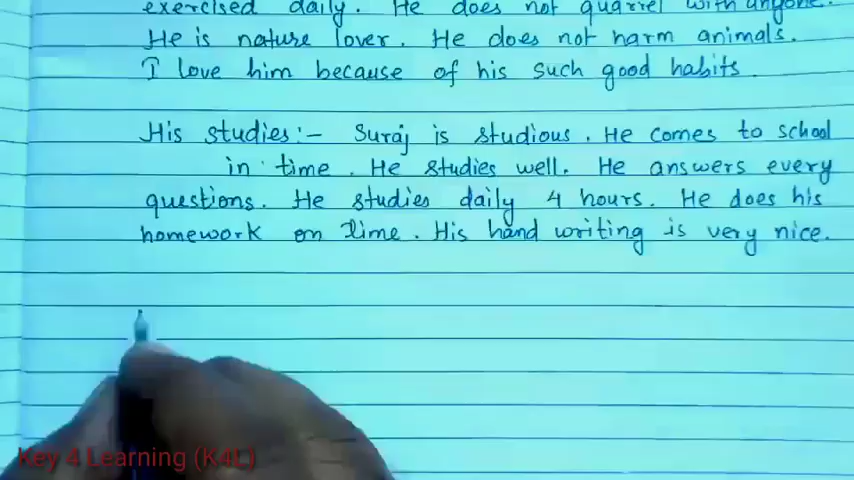 exercised daily. He does not quarrel with anyone.
He is nature lover. He does not harm animals.
I love him because of his such good habits.
His studies:- Suraj is studious. He comes to school
in time. He studies well. He answers every
questions. He studies daily 4 hours. He does his
homework on time. His hand writing is very nice.
Key 4 Learning (K4L)